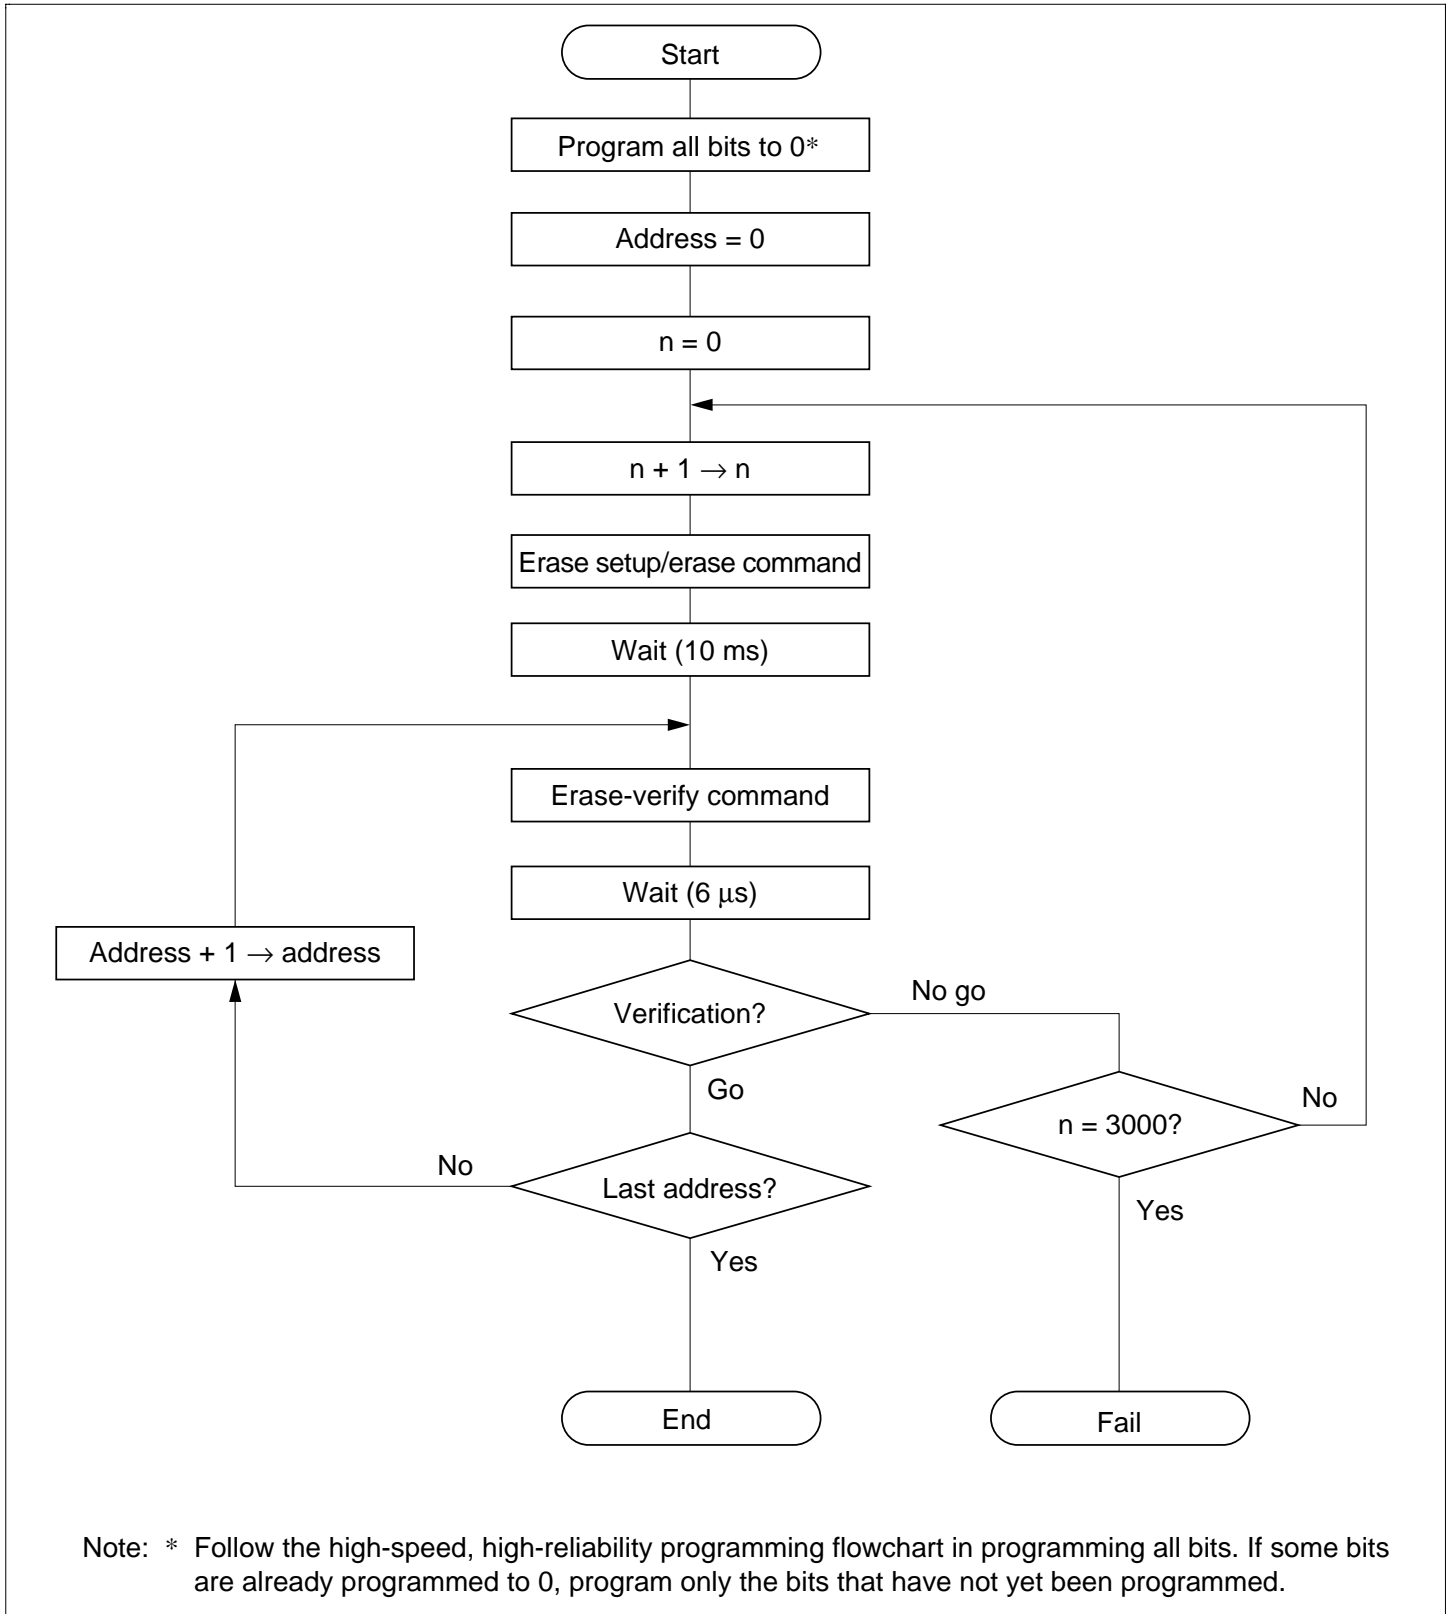 Start
Program all bits to 0*
Address = 0
n = 0
n + 1 → n
Erase setup/erase command
Wait (10 ms)
Erase-verify command
Wait (6 μs)
Address + 1 → address
Verification?
No go
Go
n = 3000?
No
Last address?
No
Yes
Yes
End
Fail
Note: * Follow the high-speed, high-reliability programming flowchart in programming all bits. If some bits
are already programmed to 0, program only the bits that have not yet been programmed.